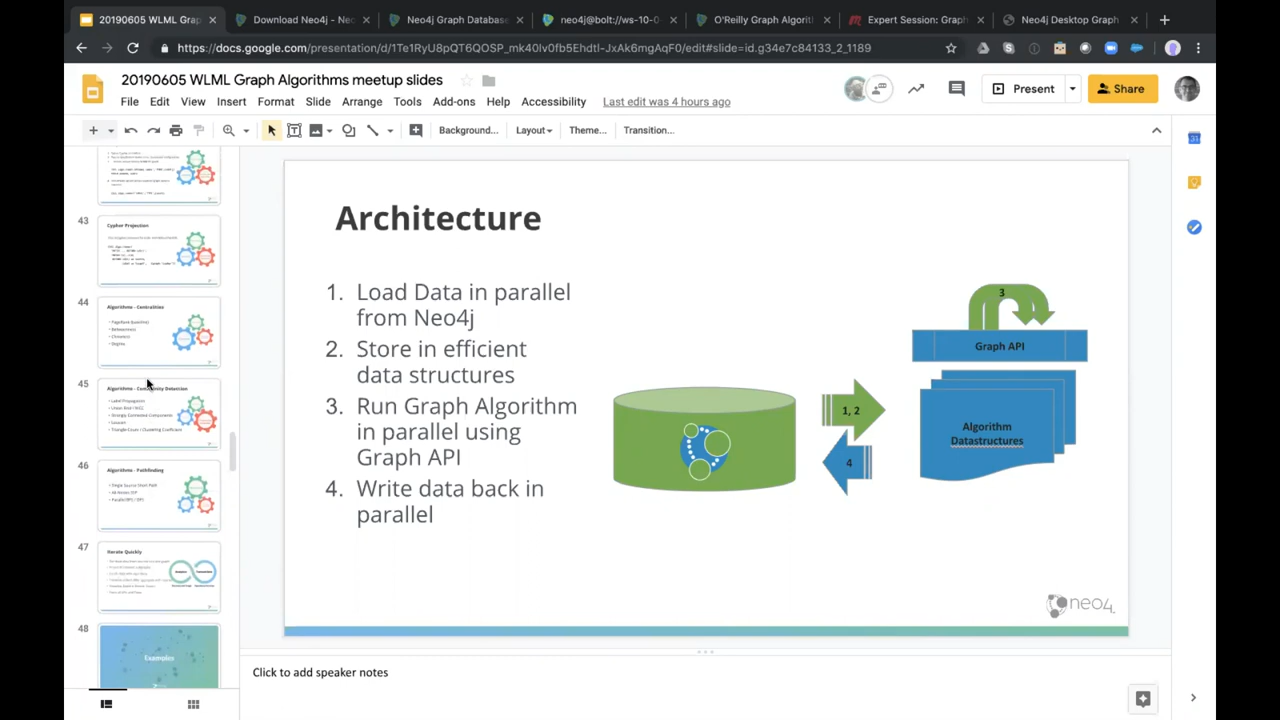 20190605 WLML Grap
Download Neo4j - Neo
Neo4j Graph Database
neo4j@bolt://ws-10-0
O'Reilly Graph Algorit
Expert Session: Graph
Neo4j Desktop Graph
https://docs.google.com/presentation/d/1Te1RyU8pQT6QOSP_mk40lv0fb5Ehdtl-JxAk6mgAqF0/edit#slide=id.g34e7c84133_2_1189
20190605 WLML Graph Algorithms meetup slides
File Edit View Insert Format Slide Arrange Tools Add-ons Help Accessibility Last edit was 4 hours ago
Present
Share
Background... Layout Theme... Transition...
43
Cypher Projection
44
Algorithms - Centralities
45
46
Algorithms - Pathfinding
47
Iterate Quickly
48
Examples
Architecture
1. Load Data in parallel
from Neo4j
2. Store in efficient
data structures
3. Run Graph Algorithm
in parallel using
Graph API
4. Write data back in
parallel
1, 2
4
3
Graph API
Algorithm
Datastructures
neo4j
Click to add speaker notes